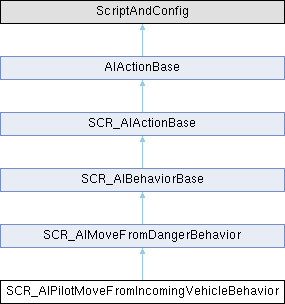 ScriptAndConfig
AIActionBase
SCR_AIActionBase
SCR_AIBehaviorBase
SCR_AIMoveFromDangerBehavior
SCR_AIPilotMoveFromIncomingVehicleBehavior